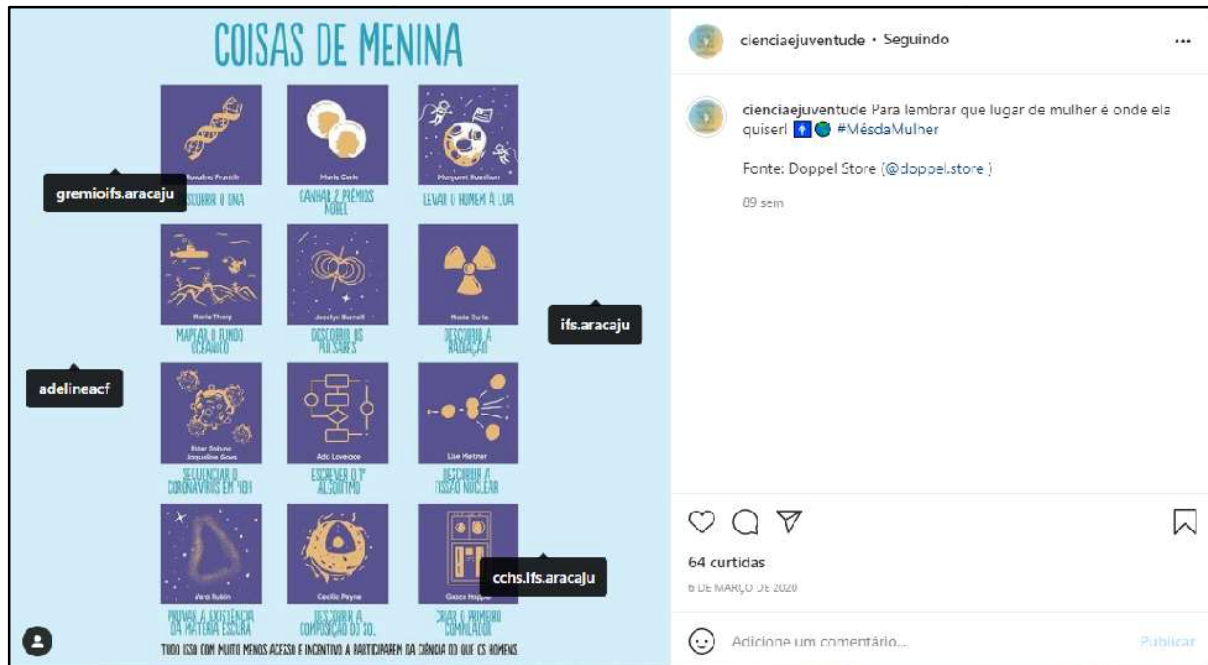 COISAS DE MENINA
Marie Curie
Margaret Hamilton
gremioifs.aracaju
DNA
GANHAR 2 PRÊMIOS
NOBEL
LEVAR O HOMEM À LUA
Marie Tharp
Jocelyn Burnell
Marie Curie
MAPEAR O FUNDO
OCEÂNICO
DESCOBRIR OS
PULSARES
DESCOBRIR A
RADIAÇÃO
ifs.aracaju
adelineacf
Ester Sabino
Jaqueline Goes
Ada Lovelace
Lise Meitner
SEQUENCIAR O
CORONAVÍRUS EM 48H
ESCREVER O 1º
ALGORITMO
DESCOBRIR A
FISSÃO NUCLEAR
Vera Rubin
Cecilia Payne
Grace Hopper
cchs.ifs.aracaju
PROVAR A EXISTÊNCIA
DA MATÉRIA ESCURA
DESCOBRIR A
COMPOSIÇÃO DO
CRIAR O PRIMEIRO
COMPILADOR
TUDO ISSO COM MUITO MENOS ACESSO E INCENTIVO A PARTICIPAREM DA CIÊNCIA DO QUE OS HOMENS
cienciaejuventude • Seguindo
cienciaejuventude Para lembrar que lugar de mulher é onde ela
quiser! #MêsdaMulher
Fonte: Doppel Store (@doppel.store )
89 sem
64 curtidas
6 DE MARÇO DE 2020
Adicione um comentário...
Publicar